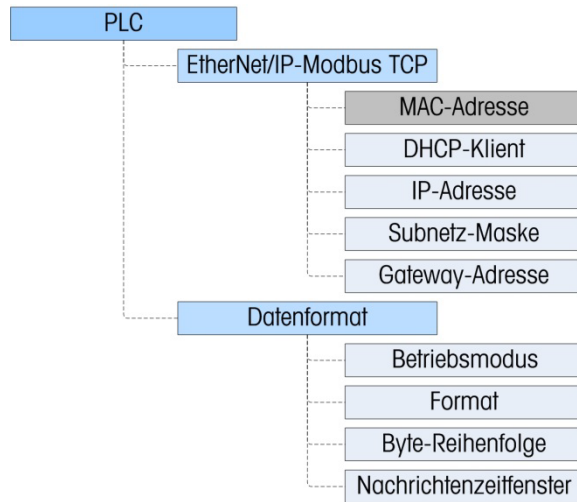 PLC
EtherNet/IP-Modbus TCP
MAC-Adresse
DHCP-Klient
IP-Adresse
Subnetz-Maske
Gateway-Adresse
Datenformat
Betriebsmodus
Format
Byte-Reihenfolge
Nachrichtenzeitfenster